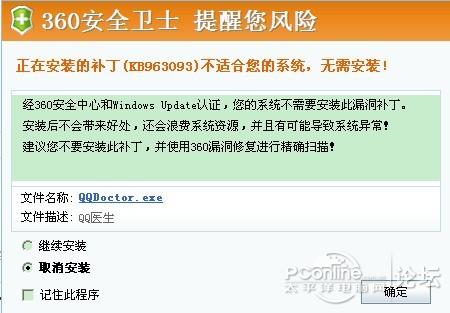 360安全卫士 提醒您风险
正在安装的补丁(KB963093)不适合您的系统，无需安装！
经360安全中心和Windows Update认证，您的系统不需要安装此漏洞补丁。
安装后不会带来好处，还会浪费系统资源，并且有可能导致系统异常！
建议您不要安装此补丁，并使用360漏洞修复进行精确扫描！
文件名称: QQDoctor.exe
文件描述: QQ医生
继续安装
取消安装
记住此程序
确定
PConline 论坛
太平洋电脑网